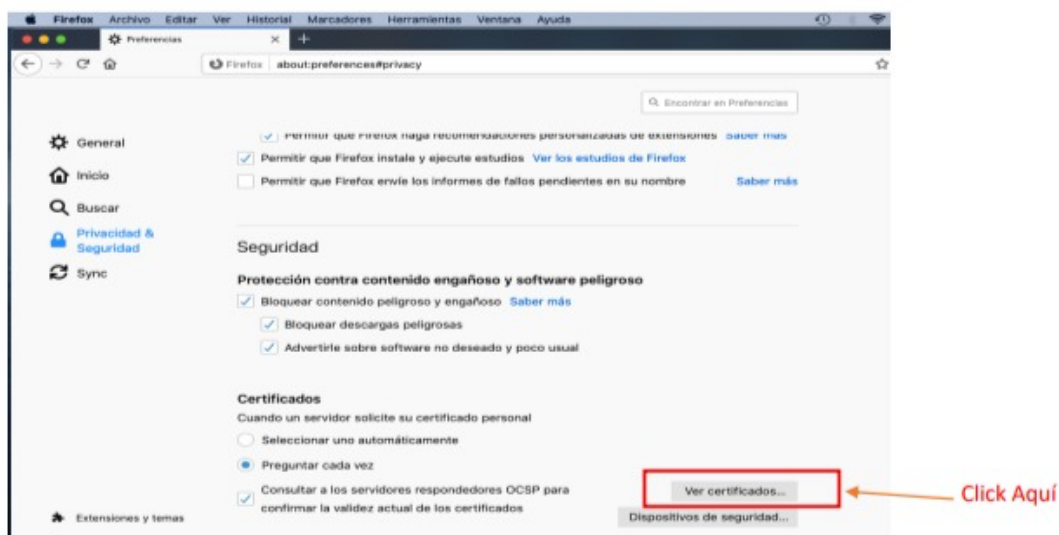 Firefox Archivo Editar Ver Historial Marcadores Herramientas Ventana Ayuda
Preferencias
Firefox about:preferences#privacy
Encontrar en Preferencias
Permitir que Firefox haga recomendaciones personalizadas de extensiones Saber más
General
Permitir que Firefox instale y ejecute estudios Ver los estudios de Firefox
Inicio
Permitir que Firefox envíe los informes de fallos pendientes en su nombre Saber más
Buscar
Privacidad &
Seguridad
Sync
Seguridad
Protección contra contenido engañoso y software peligroso
Bloquear contenido peligroso y engañoso Saber más
Bloquear descargas peligrosas
Advertirle sobre software no deseado y poco usual
Certificados
Cuando un servidor solicite su certificado personal
Seleccionar uno automáticamente
Preguntar cada vez
Consultar a los servidores respondedores OCSP para
confirmar la validez actual de los certificados
Ver certificados...
Click Aquí
Dispositivos de seguridad...
Extensiones y temas